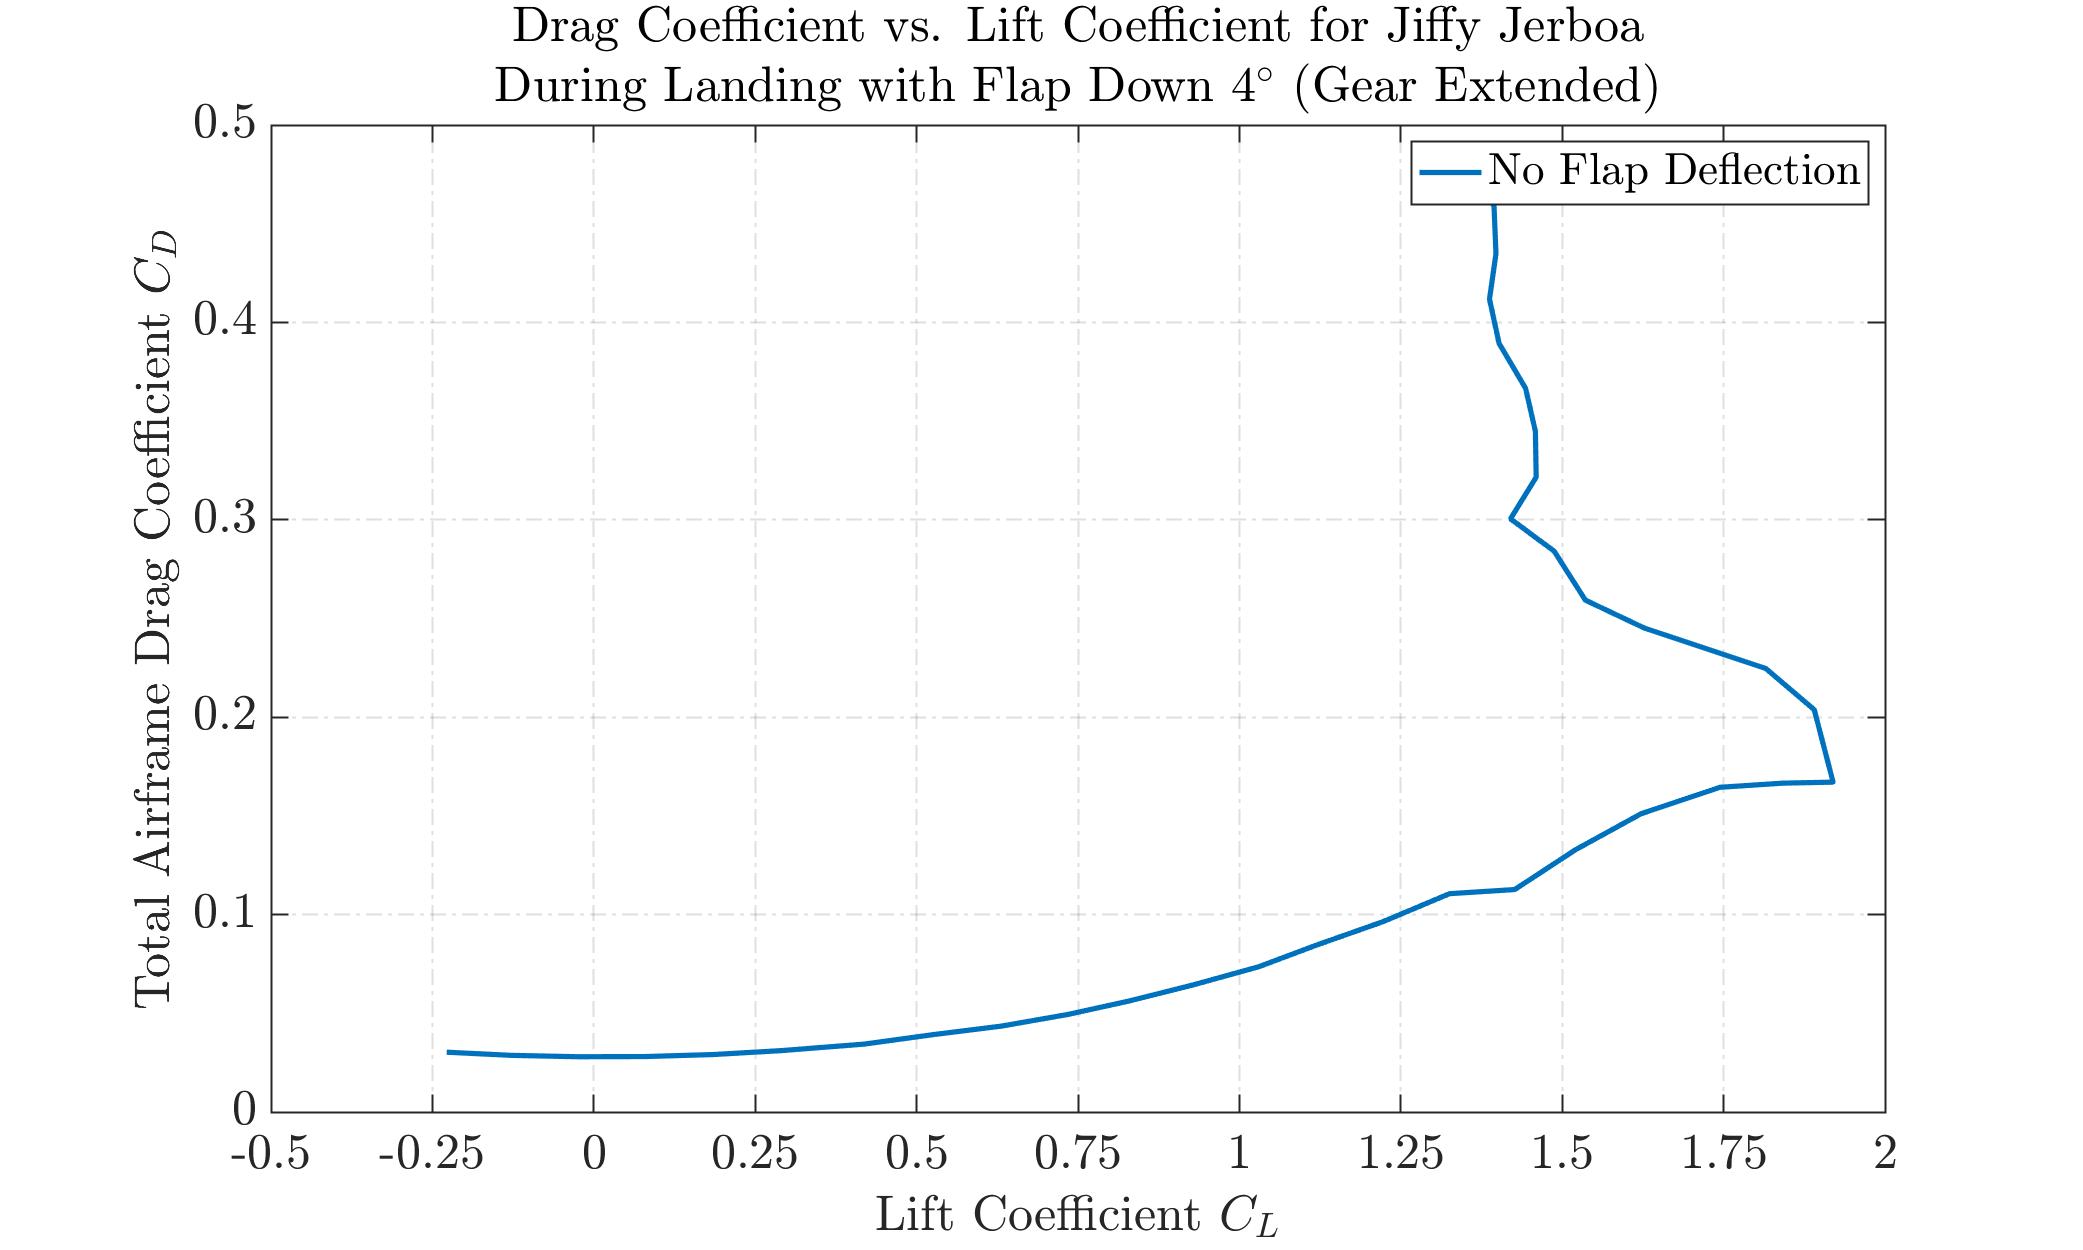 Drag Coefficient vs. Lift Coefficient for Jiffy Jerboa
During Landing with Flap Down 4° (Gear Extended)
No Flap Deflection
Total Airframe Drag Coefficient C_D
0.5
0.4
0.3
0.2
0.1
0
-0.5 -0.25 0 0.25 0.5 0.75 1 1.25 1.5 1.75 2
Lift Coefficient C_L